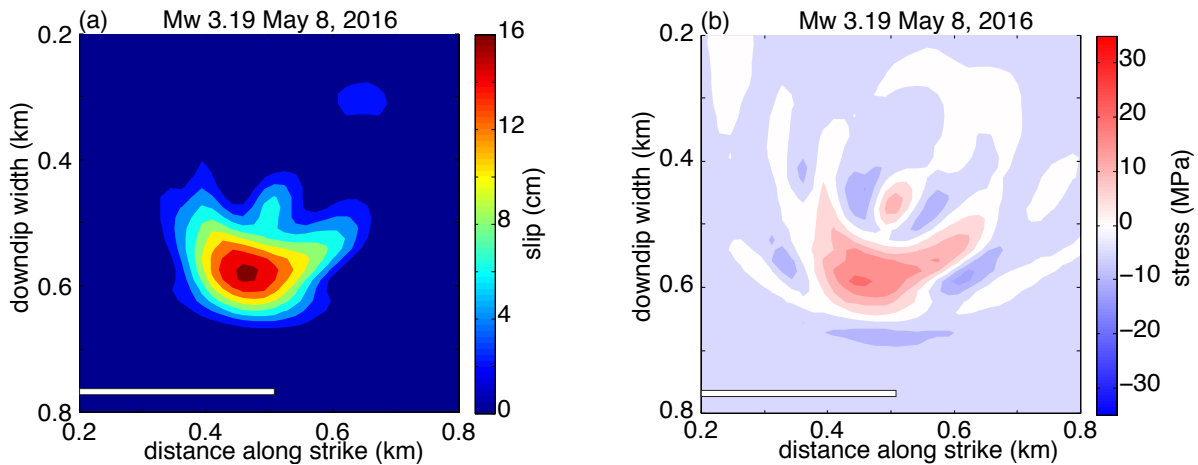 (a) Mw 3.19 May 8, 2016
0.2
0.4
0.6
0.8
downdip width (km)
0.2 0.4 0.6 0.8
distance along strike (km)
16
12
8
4
0
slip (cm)
(b) Mw 3.19 May 8, 2016
0.2
0.4
0.6
0.8
downdip width (km)
0.2 0.4 0.6 0.8
distance along strike (km)
30
20
10
0
−10
−20
−30
stress (MPa)